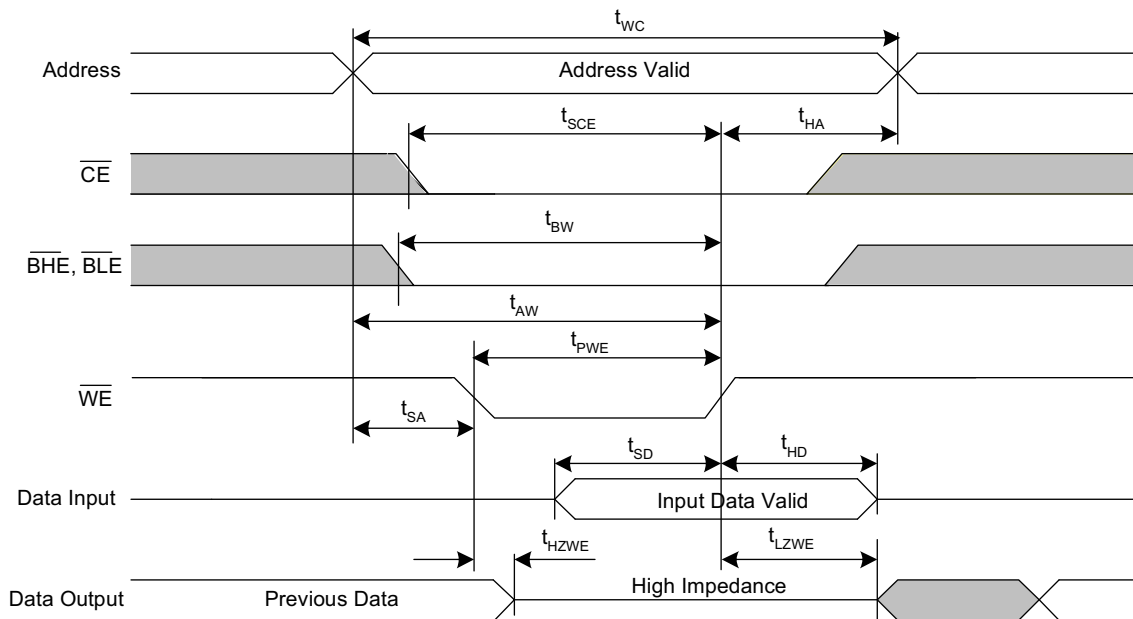 tWC
Address
Address Valid
tSCE
tHA
CE
tBW
BHE, BLE
tAW
tPWE
WE
tSA
tSD
tHD
Data Input
Input Data Valid
tHZWE
tLZWE
Data Output
Previous Data
High Impedance